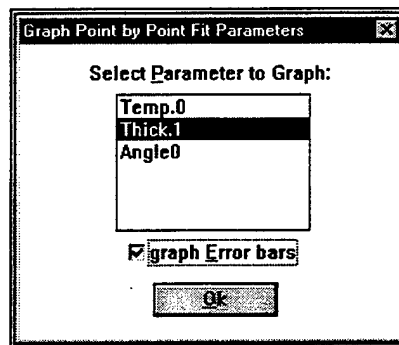 Graph Point by Point Fit Parameters
Select Parameter to Graph:
Temp.0
Thick.1
Angle0
graph Error bars
Ok